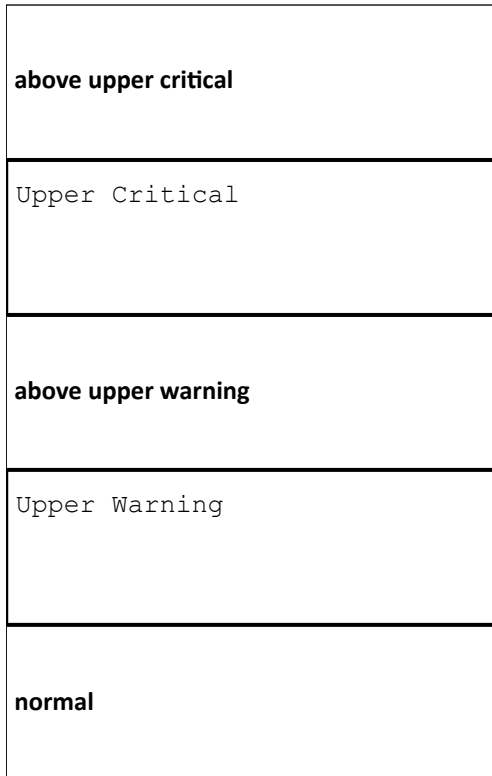 above upper critical
Upper Critical
above upper warning
Upper Warning
normal